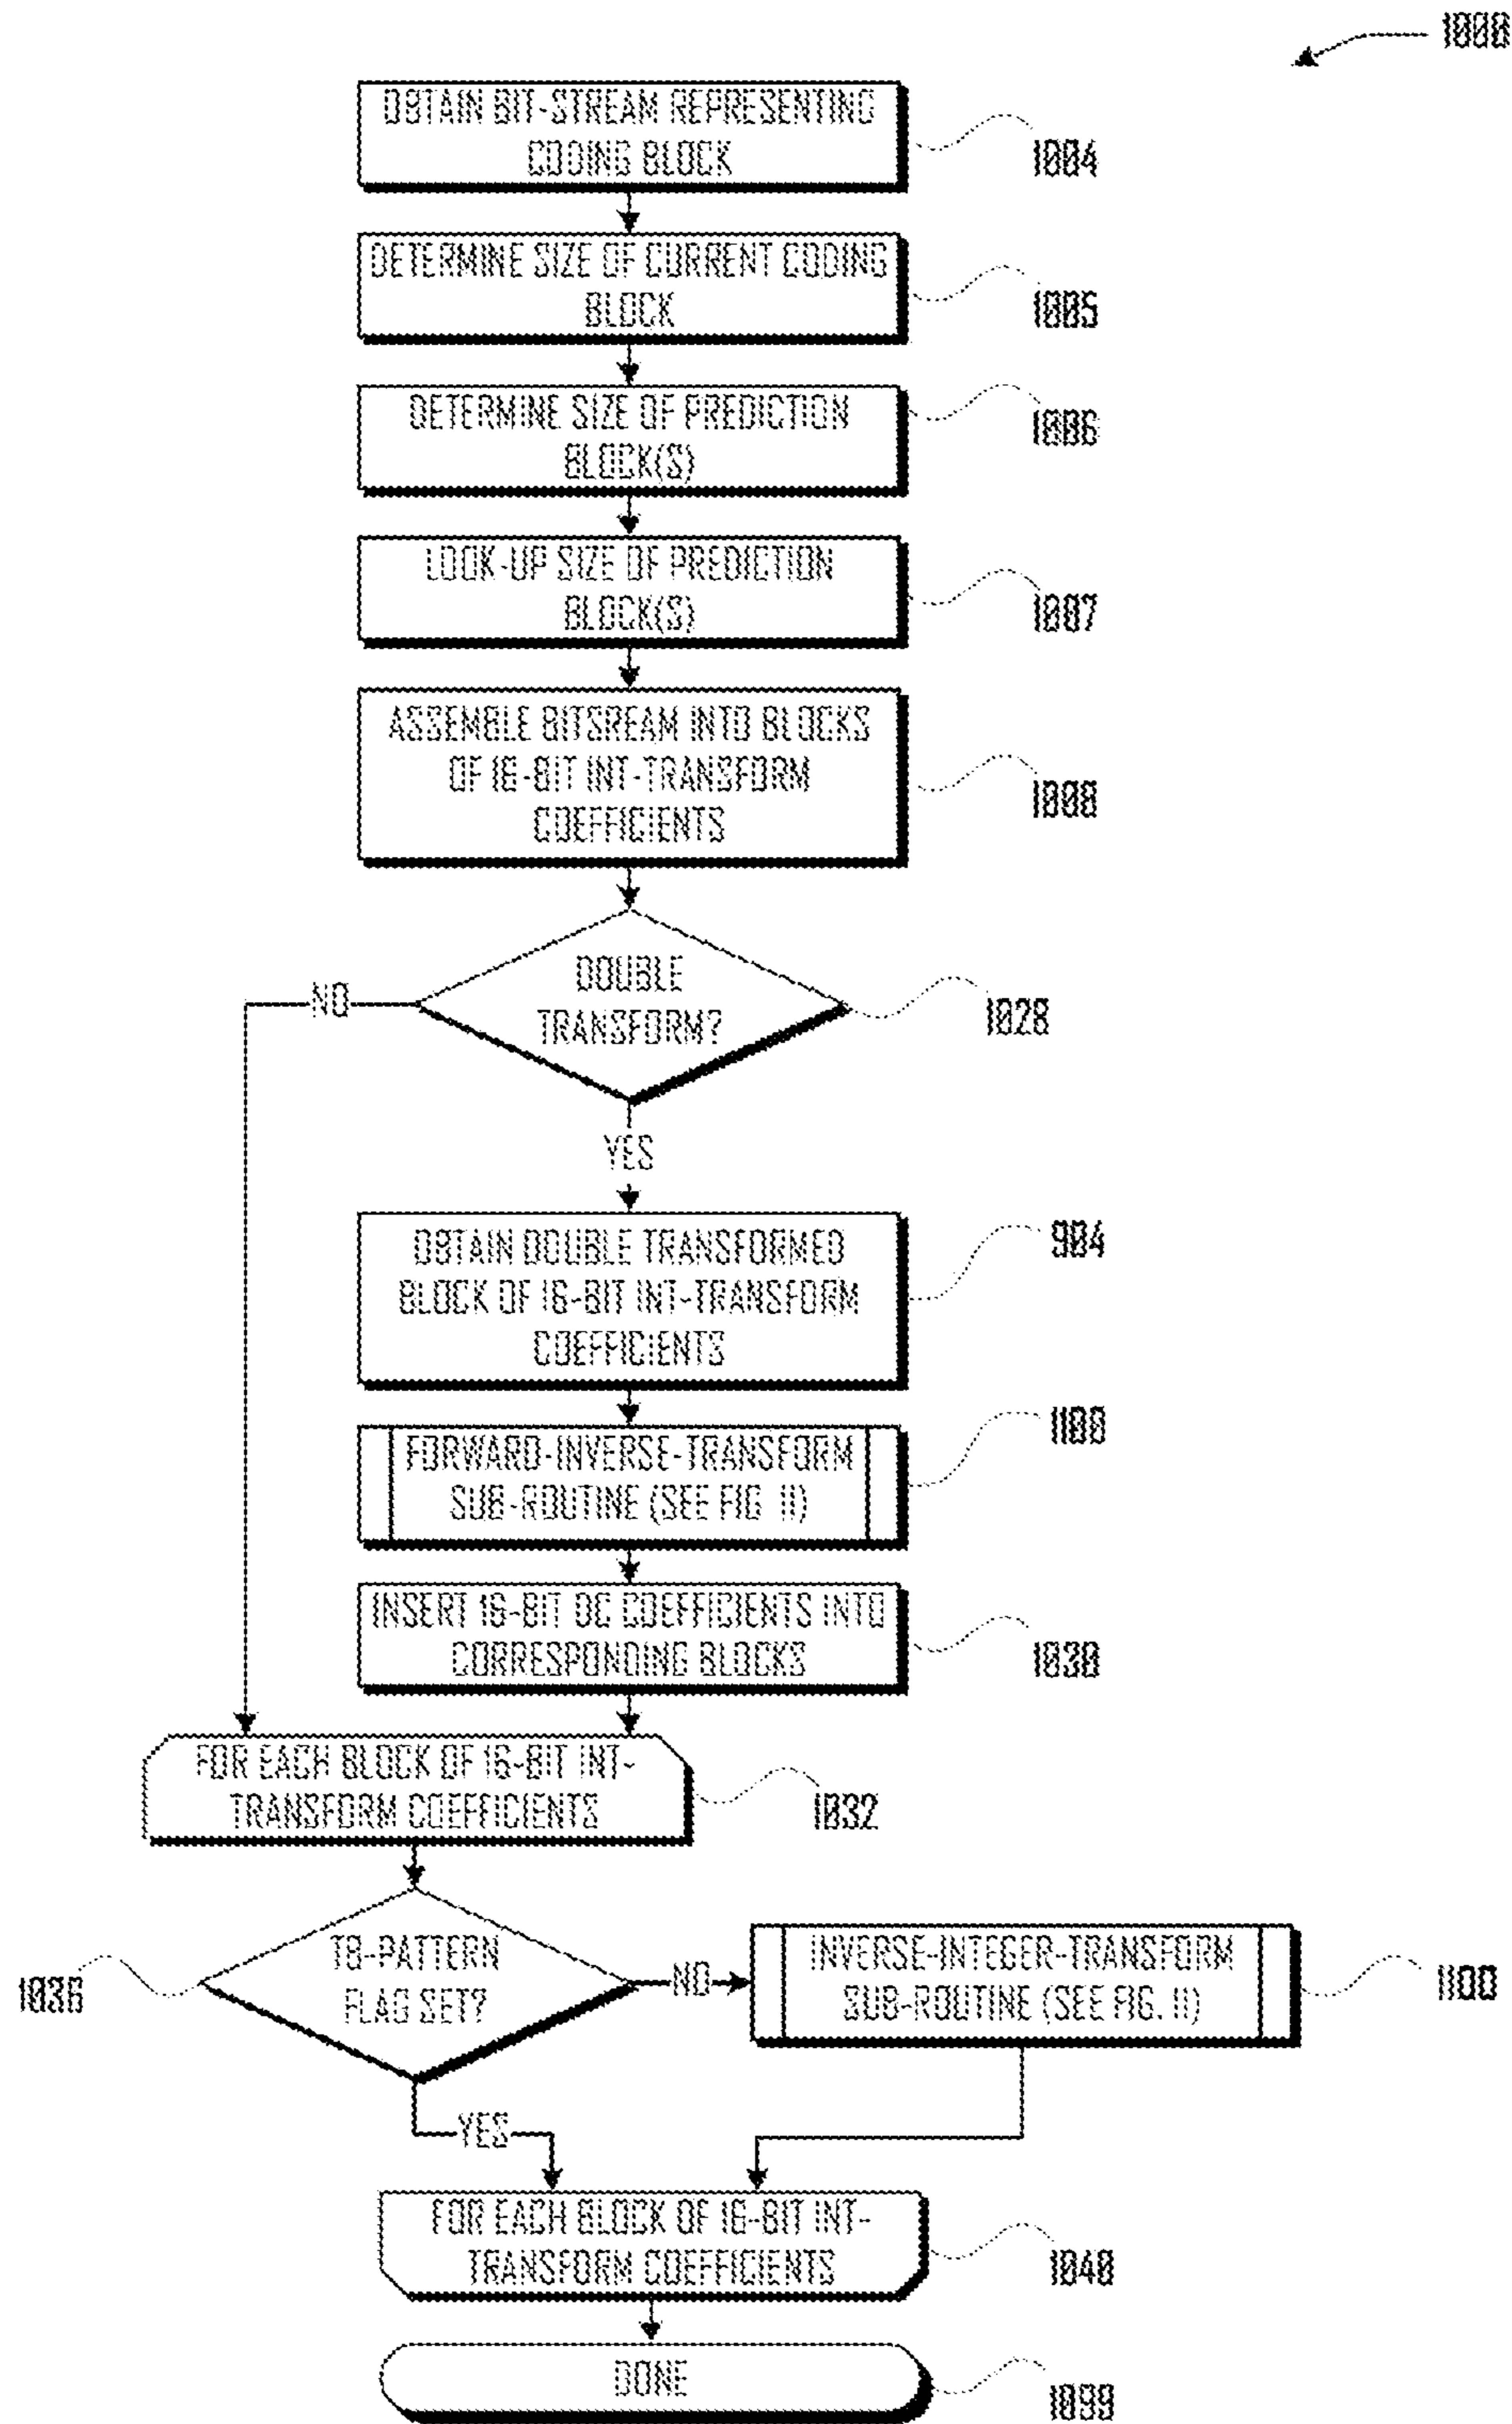 1000
OBTAIN BIT-STREAM REPRESENTING
CODING BLOCK
1004
DETERMINE SIZE OF CURRENT CODING
BLOCK
1005
DETERMINE SIZE OF PREDICTION
BLOCK(S)
1006
LOOK-UP SIZE OF PREDICTION
BLOCK(S)
1007
ASSEMBLE BITSREAM INTO BLOCKS
OF 16-BIT INT-TRANSFORM
COEFFICIENTS
1008
DOUBLE
TRANSFORM?
NO
1028
YES
OBTAIN DOUBLE TRANSFORMED
BLOCK OF 16-BIT INT-TRANSFORM
COEFFICIENTS
904
FORWARD-INVERSE-TRANSFORM
SUB-ROUTINE (SEE FIG. 11)
1100
INSERT 16-BIT DC COEFFICIENTS INTO
CORRESPONDING BLOCKS
1030
FOR EACH BLOCK OF 16-BIT INT-
TRANSFORM COEFFICIENTS
1032
TB-PATTERN
FLAG SET?
1036
NO
INVERSE-INTEGER-TRANSFORM
SUB-ROUTINE (SEE FIG. 11)
1100
YES
FOR EACH BLOCK OF 16-BIT INT-
TRANSFORM COEFFICIENTS
1040
DONE
1099